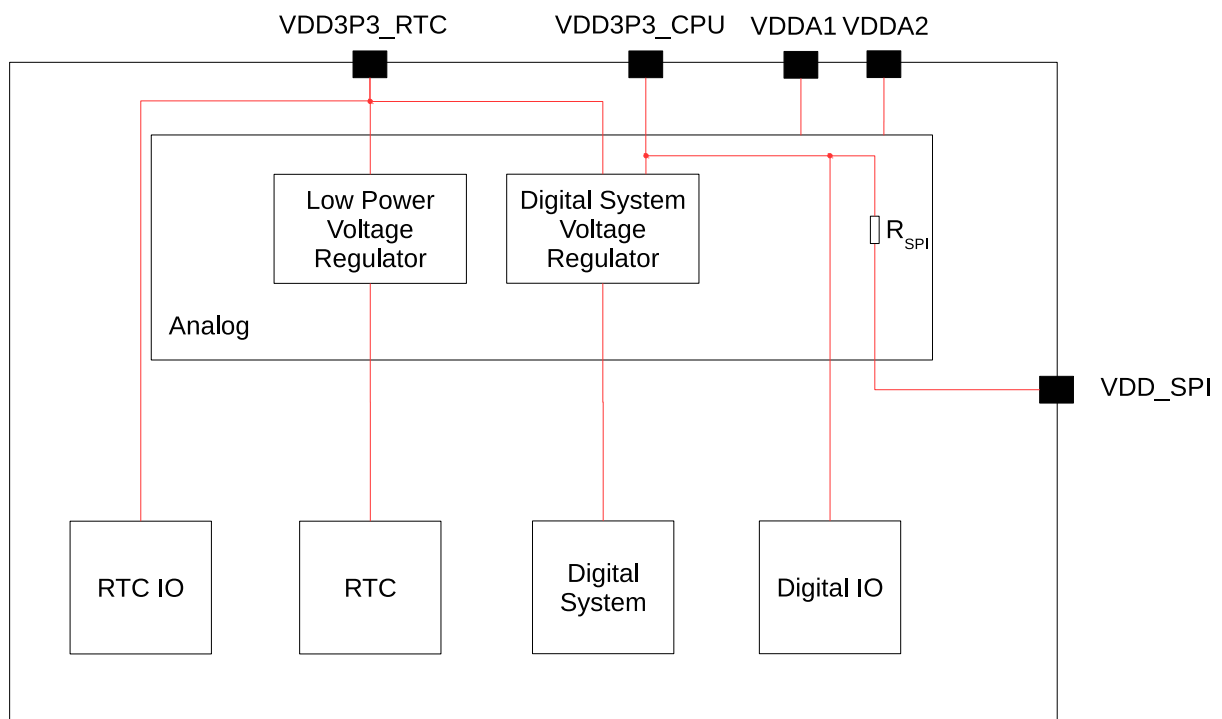 VDD3P3_RTC
VDD3P3_CPU
VDDA1
VDDA2
Low Power
Voltage
Regulator
Digital System
Voltage
Regulator
RSPI
Analog
VDD_SPI
RTC IO
RTC
Digital
System
Digital IO